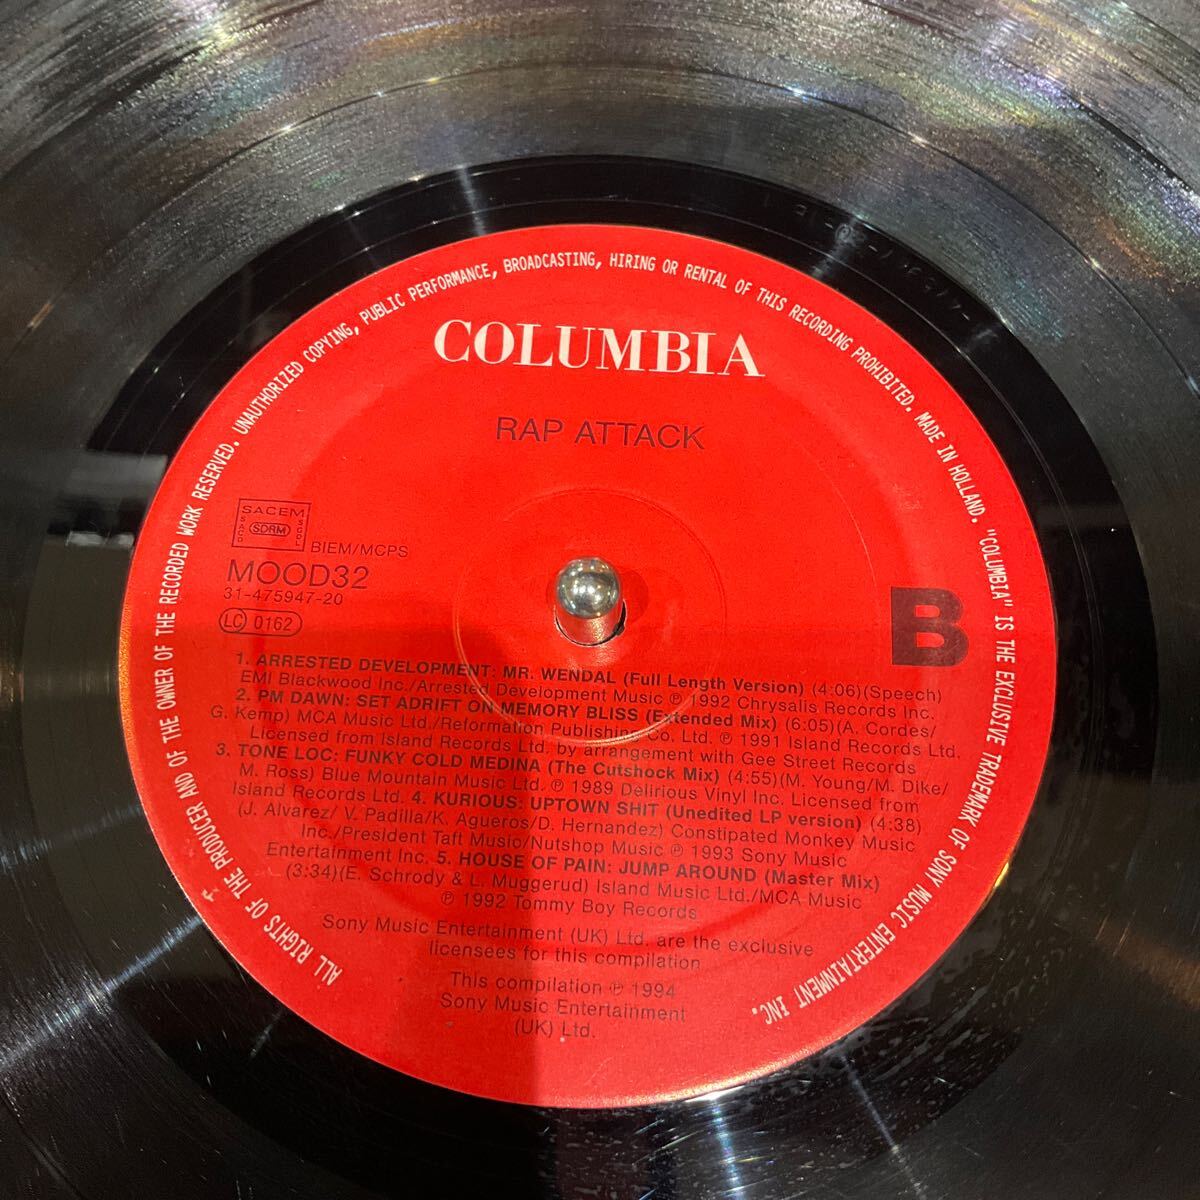 ALL RIGHTS OF THE PRODUCER AND OF THE OWNER OF THE RECORDED WORK RESERVED. UNAUTHORIZED COPYING, PUBLIC PERFORMANCE, BROADCASTING, HIRING OR RENTAL OF THIS RECORDING PROHIBITED. MADE IN HOLLAND. "COLUMBIA" IS THE EXCLUSIVE TRADEMARK OF SONY MUSIC ENTERTAINMENT INC.
COLUMBIA
RAP ATTACK
SACEM
SACD
SDRM
SGDL
BIEM/MCPS
MOOD32
31-475947-20
LC 0162
B
1. ARRESTED DEVELOPMENT: MR. WENDAL (Full Length Version) (4:06)(Speech)
EMI Blackwood Inc./Arrested Development Music ℗ 1992 Chrysalis Records Inc.
2. PM DAWN: SET ADRIFT ON MEMORY BLISS (Extended Mix) (6:05)(A. Cordes/
G. Kemp) MCA Music Ltd./Reformation Publishing Co. Ltd. ℗ 1991 Island Records Ltd.
Licensed from Island Records Ltd. by arrangement with Gee Street Records
3. TONE LOC: FUNKY COLD MEDINA (The Cutshock Mix) (4:55)(M. Young/M. Dike/
M. Ross) Blue Mountain Music Ltd. ℗ 1989 Delirious Vinyl Inc. Licensed from
Island Records Ltd. 4. KURIOUS: UPTOWN SHIT (Unedited LP version) (4:38)
(J. Alvarez/ V. Padilla/K. Agueros/D. Hernandez) Constipated Monkey Music
Inc./President Taft Music/Nutshop Music ℗ 1993 Sony Music
Entertainment Inc. 5. HOUSE OF PAIN: JUMP AROUND (Master Mix)
(3:34)(E. Schrody & L. Muggerud) Island Music Ltd./MCA Music
℗ 1992 Tommy Boy Records
Sony Music Entertainment (UK) Ltd. are the exclusive
licensees for this compilation
This compilation ℗ 1994
Sony Music Entertainment
(UK) Ltd.